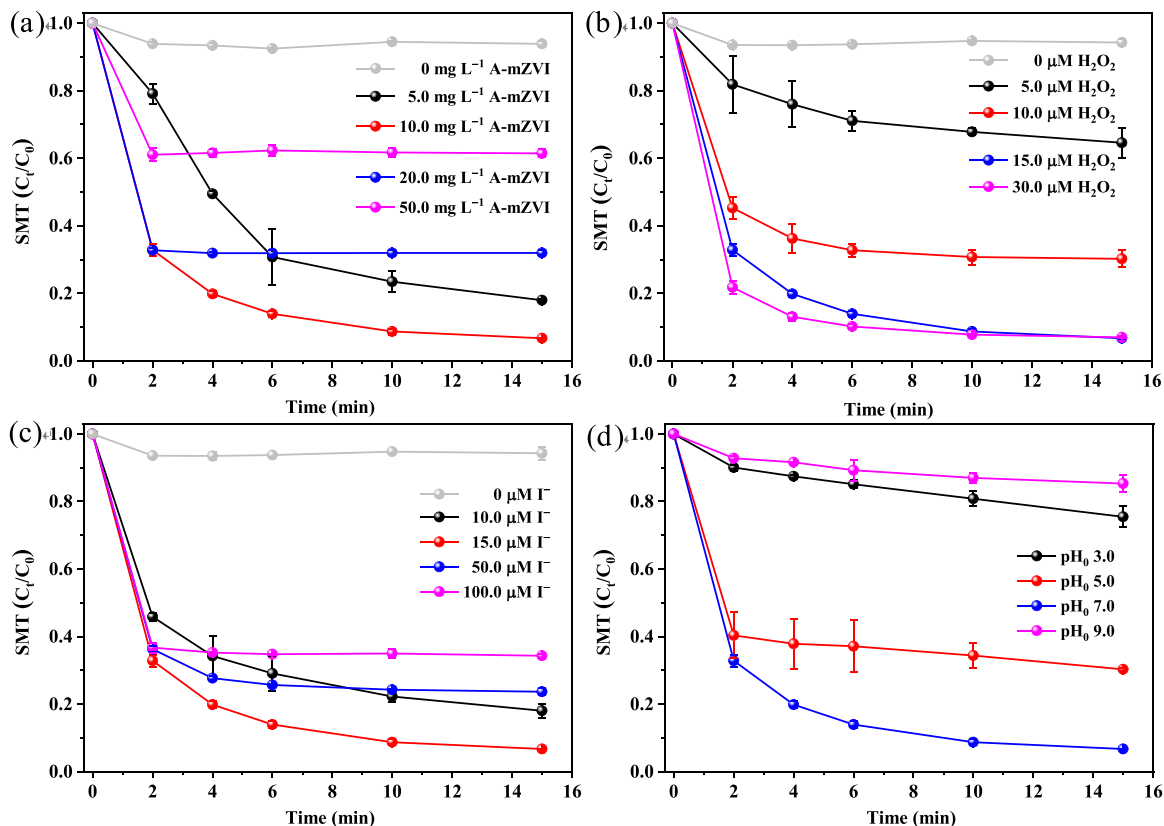 (a)
1.0
0.8
0.6
0.4
0.2
0.0
SMT (Cₜ/C₀)
0 mg L⁻¹ A-mZVI
5.0 mg L⁻¹ A-mZVI
10.0 mg L⁻¹ A-mZVI
20.0 mg L⁻¹ A-mZVI
50.0 mg L⁻¹ A-mZVI
0 2 4 6 10 12 14 16
Time (min)
(b)
1.0
0.8
0.6
0.4
0.2
0.0
SMT (Cₜ/C₀)
0 μM H₂O₂
5.0 μM H₂O₂
10.0 μM H₂O₂
15.0 μM H₂O₂
30.0 μM H₂O₂
0 2 4 6 10 12 14 16
Time (min)
(c)
1.0
0.8
0.6
0.4
0.2
0.0
SMT (Cₜ/C₀)
0 μM I⁻
10.0 μM I⁻
15.0 μM I⁻
50.0 μM I⁻
100.0 μM I⁻
0 2 4 6 10 12 14 16
Time (min)
(d)
1.0
0.8
0.6
0.4
0.2
0.0
SMT (Cₜ/C₀)
pH₀ 3.0
pH₀ 5.0
pH₀ 7.0
pH₀ 9.0
0 2 4 6 10 12 14 16
Time (min)